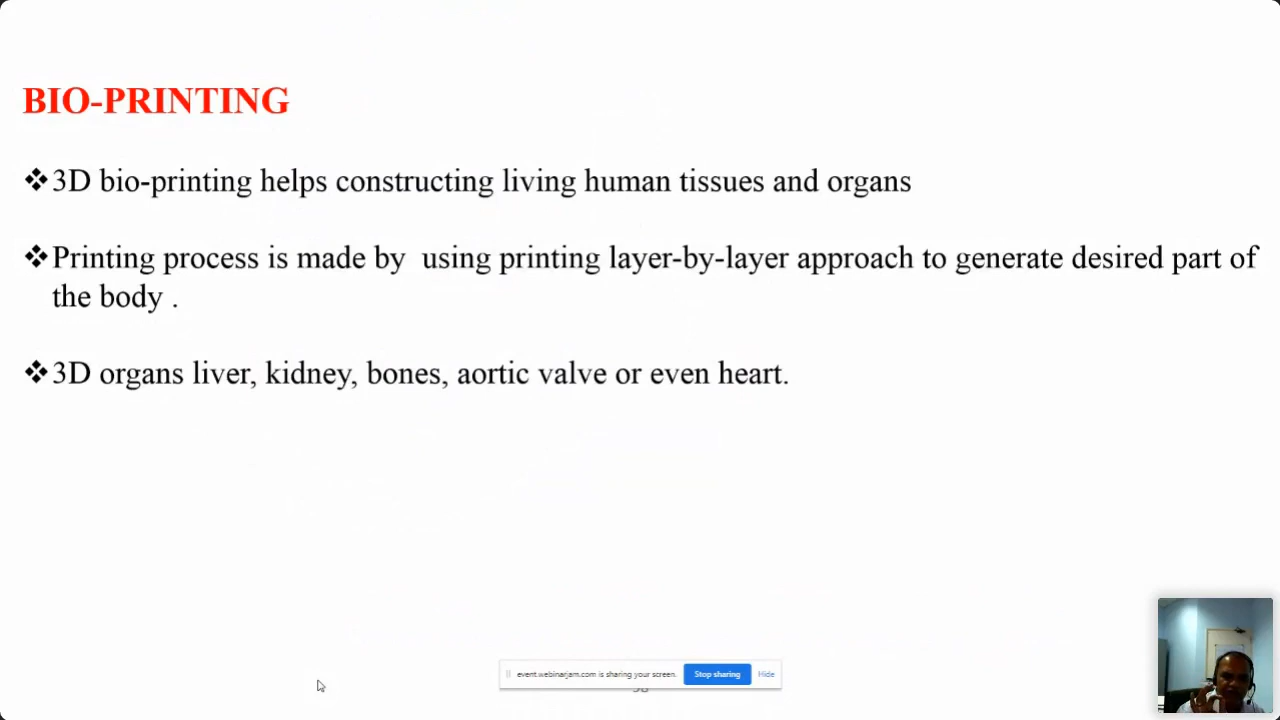 BIO-PRINTING
❖3D bio-printing helps constructing living human tissues and organs
❖Printing process is made by using printing layer-by-layer approach to generate desired part of
the body .
❖3D organs liver, kidney, bones, aortic valve or even heart.
event.webinarjam.com is sharing your screen. Stop sharing Hide